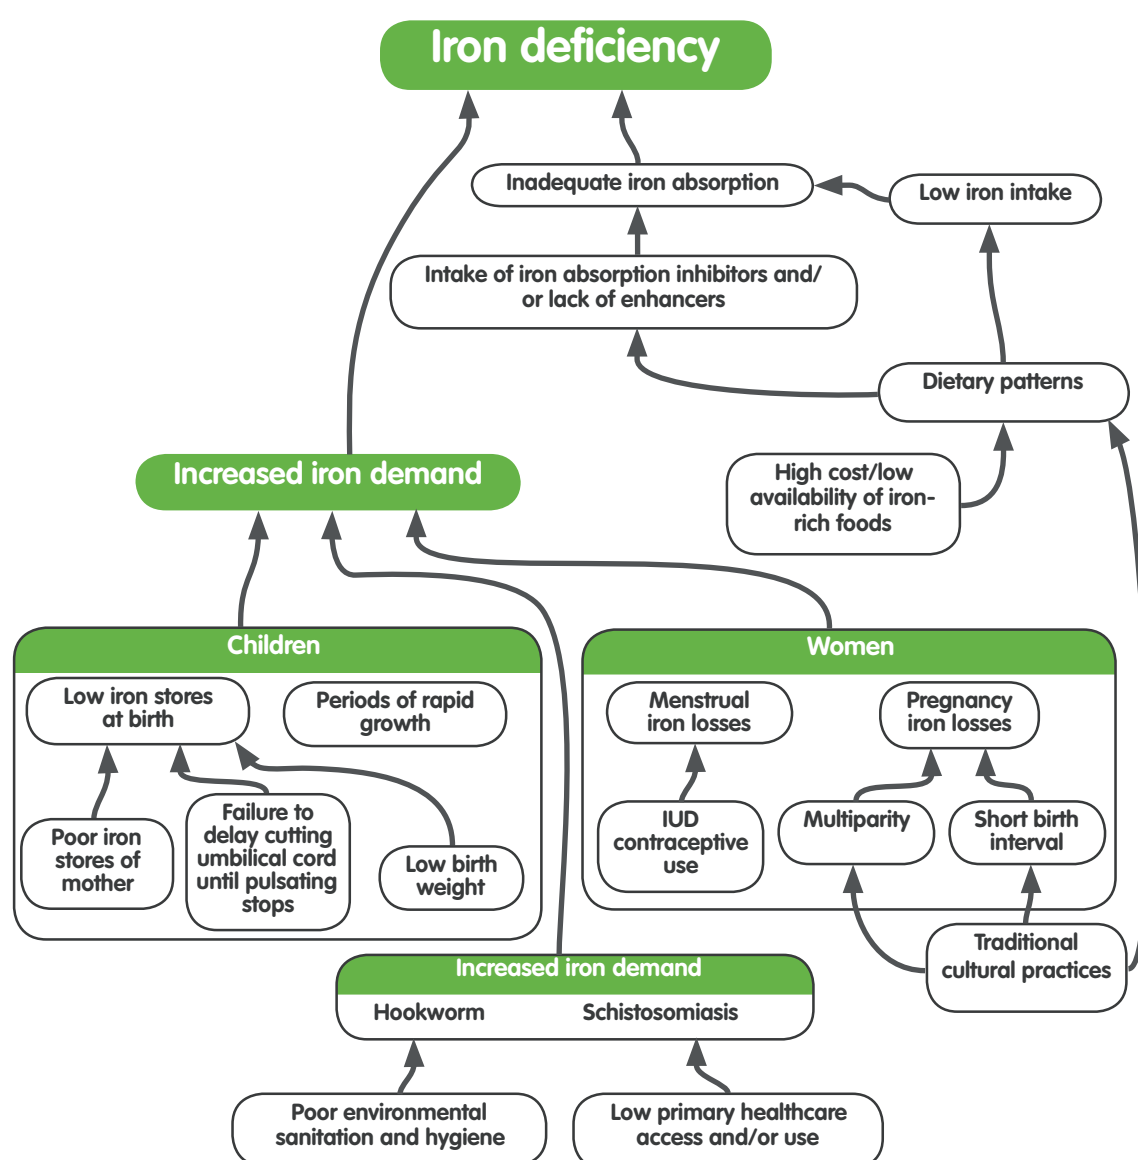 Iron deficiency
Inadequate iron absorption
Low iron intake
Intake of iron absorption inhibitors and/
or lack of enhancers
Dietary patterns
High cost/low
availability of iron-
rich foods
Increased iron demand
Children
Low iron stores
at birth
Periods of rapid
growth
Poor iron
stores of
mother
Failure to
delay cutting
umbilical cord
until pulsating
stops
Low birth
weight
Women
Menstrual
iron losses
Pregnancy
iron losses
IUD
contraceptive
use
Multiparity
Short birth
interval
Traditional
cultural practices
Increased iron demand
Hookworm
Schistosomiasis
Poor environmental
sanitation and hygiene
Low primary healthcare
access and/or use